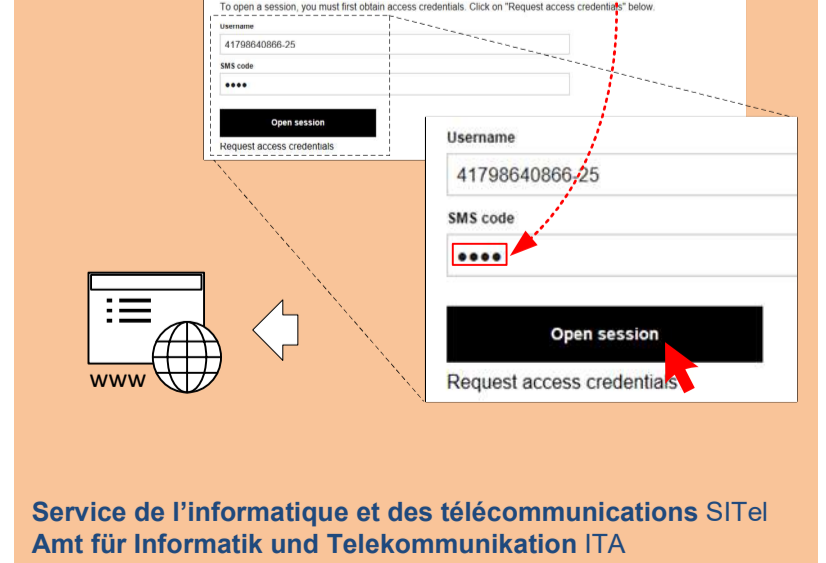 To open a session, you must first obtain access credentials. Click on "Request access credentials" below.
Username
41798640866-25
SMS code
••••
Open session
Request access credentials
Username
41798640866-25
SMS code
••••
Open session
Request access credentials
www
Service de l’informatique et des télécommunications SITel
Amt für Informatik und Telekommunikation ITA